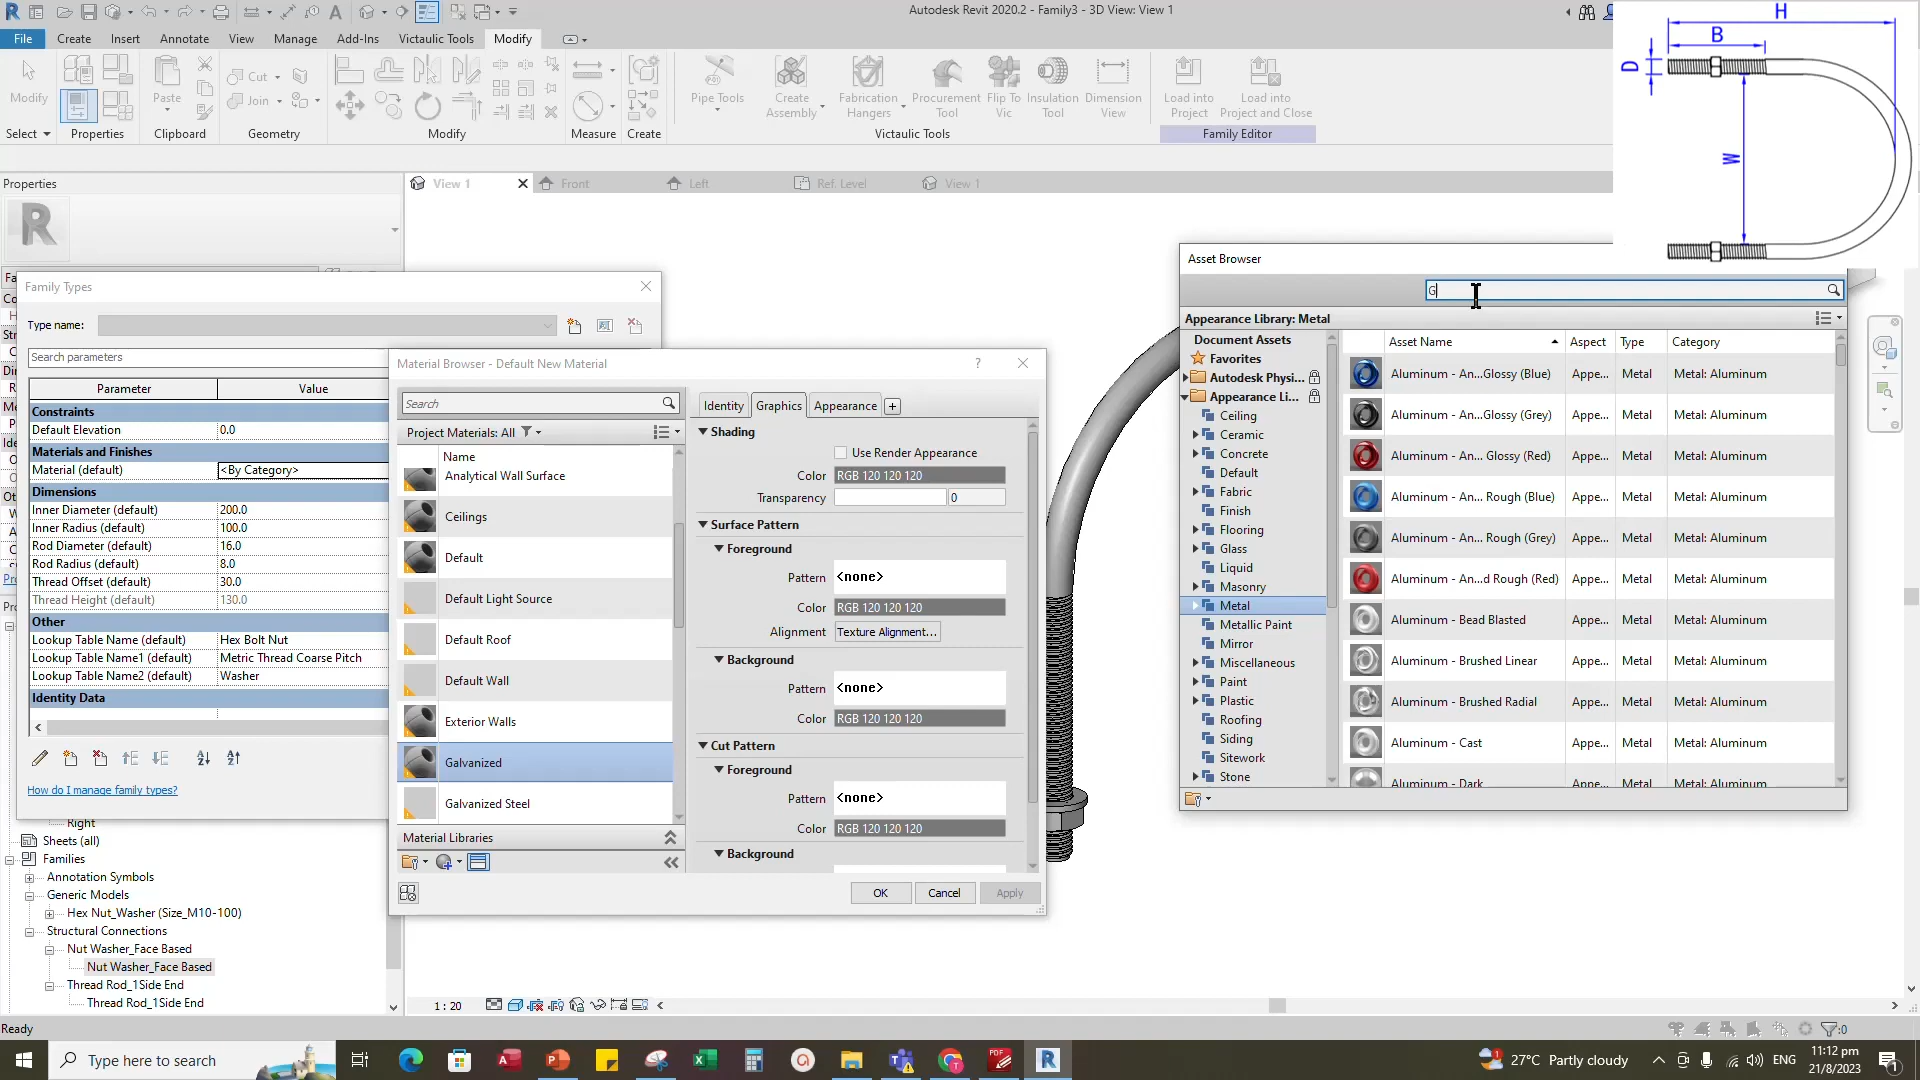 Autodesk Revit 2020.2 - Family3 - 3D View: View 1
File Create Insert Annotate View Manage Add-Ins Victaulic Tools Modify
Modify
Paste
Cut
Join
Pipe Tools
Create Assembly
Fabrication Hangers
Procurement Tool
Flip To Vic
Insulation Tool
Dimension View
Load into Project
Load into Project and Close
Select Properties Clipboard Geometry Modify Measure Create Victaulic Tools Family Editor
H
B
D
W
Properties
View 1
Front
Left
Ref. Level
View 1
Family Types
Type name:
Search parameters
Parameter Value
Constraints
Default Elevation 0.0
Materials and Finishes
Material (default) <By Category>
Dimensions
Inner Diameter (default) 200.0
Inner Radius (default) 100.0
Rod Diameter (default) 16.0
Rod Radius (default) 8.0
Thread Offset (default) 30.0
Thread Height (default) 130.0
Other
Lookup Table Name (default) Hex Bolt Nut
Lookup Table Name1 (default) Metric Thread Coarse Pitch
Lookup Table Name2 (default) Washer
Identity Data
How do I manage family types?
Right
Sheets (all)
Families
Annotation Symbols
Generic Models
Hex Nut_Washer (Size_M10-100)
Structural Connections
Nut Washer_Face Based
Nut Washer_Face Based
Thread Rod_1Side End
Thread Rod_1Side End
Material Browser - Default New Material
?
Search
Project Materials: All
Name
Analytical Wall Surface
Ceilings
Default
Default Light Source
Default Roof
Default Wall
Exterior Walls
Galvanized
Galvanized Steel
Material Libraries
Identity Graphics Appearance
Shading
Use Render Appearance
Color RGB 120 120 120
Transparency 0
Surface Pattern
Foreground
Pattern <none>
Color RGB 120 120 120
Alignment Texture Alignment...
Background
Pattern <none>
Color RGB 120 120 120
Cut Pattern
Foreground
Pattern <none>
Color RGB 120 120 120
Background
OK Cancel Apply
Asset Browser
G
Appearance Library: Metal
Document Assets
Favorites
Autodesk Physi...
Appearance Li...
Ceiling
Ceramic
Concrete
Default
Fabric
Finish
Flooring
Glass
Liquid
Masonry
Metal
Metallic Paint
Mirror
Miscellaneous
Paint
Plastic
Roofing
Siding
Sitework
Stone
Asset Name Aspect Type Category
Aluminum - An...Glossy (Blue) Appe... Metal Metal: Aluminum
Aluminum - An...Glossy (Grey) Appe... Metal Metal: Aluminum
Aluminum - An... Glossy (Red) Appe... Metal Metal: Aluminum
Aluminum - An... Rough (Blue) Appe... Metal Metal: Aluminum
Aluminum - An... Rough (Grey) Appe... Metal Metal: Aluminum
Aluminum - An...d Rough (Red) Appe... Metal Metal: Aluminum
Aluminum - Bead Blasted Appe... Metal Metal: Aluminum
Aluminum - Brushed Linear Appe... Metal Metal: Aluminum
Aluminum - Brushed Radial Appe... Metal Metal: Aluminum
Aluminum - Cast Appe... Metal Metal: Aluminum
Aluminum - Dark Appe... Metal Metal: Aluminum
1 : 20
Ready
:0
Type here to search
27°C Partly cloudy
ENG
11:12 pm
21/8/2023